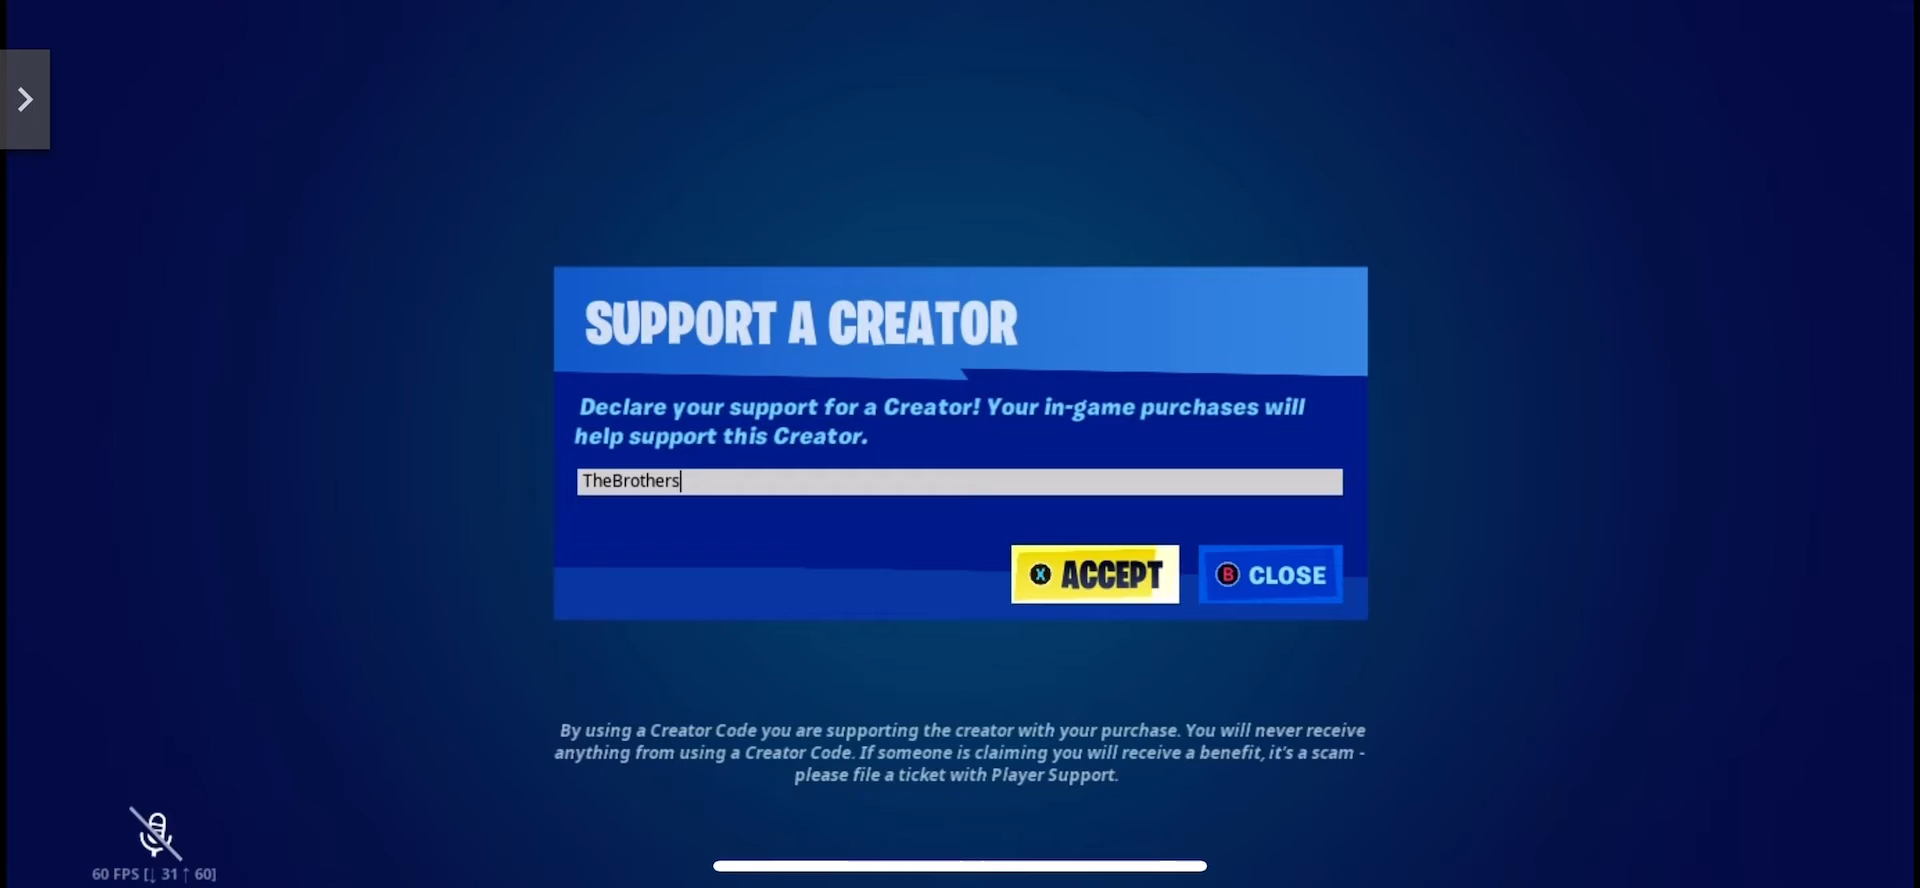 SUPPORT A CREATOR
Declare your support for a Creator! Your in-game purchases will
help support this Creator.
TheBrothers
X ACCEPT
B CLOSE
By using a Creator Code you are supporting the creator with your purchase. You will never receive
anything from using a Creator Code. If someone is claiming you will receive a benefit, it's a scam -
please file a ticket with Player Support.
60 FPS [↓ 31 ↑ 60]